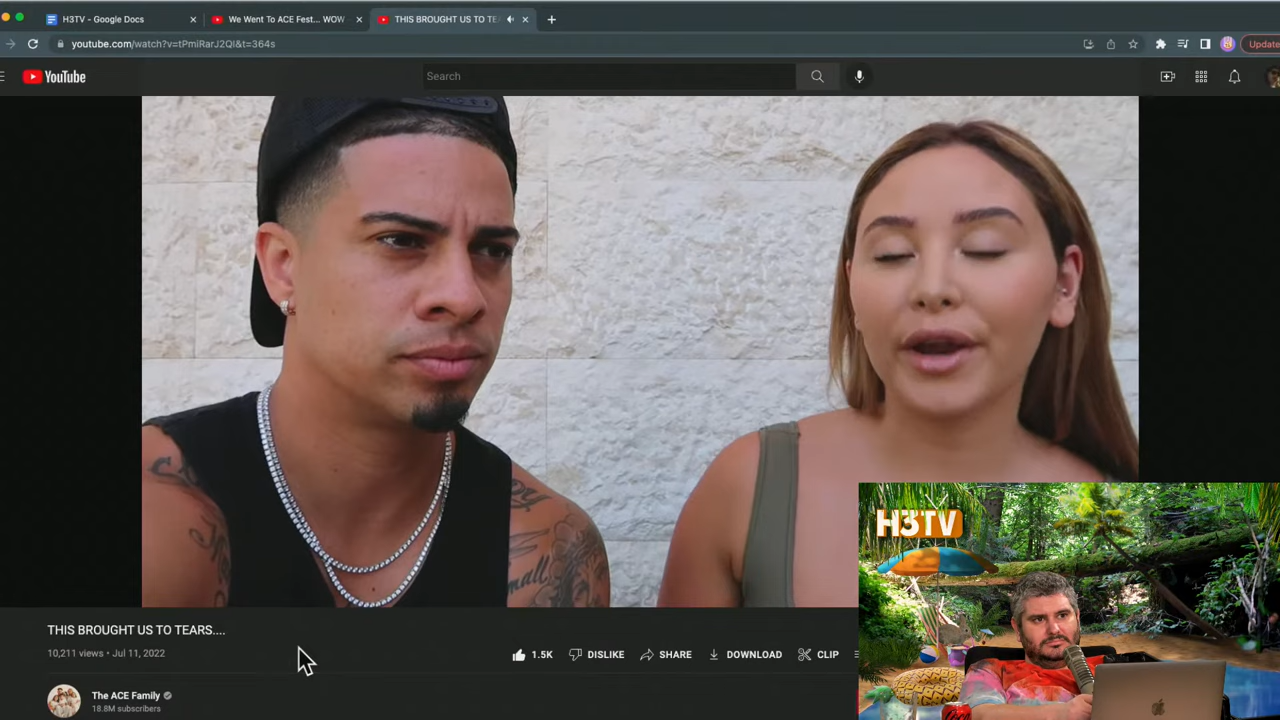 H3TV - Google Docs
We Went To ACE Fest... WOW
THIS BROUGHT US TO TE
youtube.com/watch?v=tPmiRarJ2QI&t=364s
Update
YouTube
Search
small
H3TV
THIS BROUGHT US TO TEARS....
10,211 views • Jul 11, 2022
1.5K
DISLIKE
SHARE
DOWNLOAD
CLIP
The ACE Family
18.8M subscribers